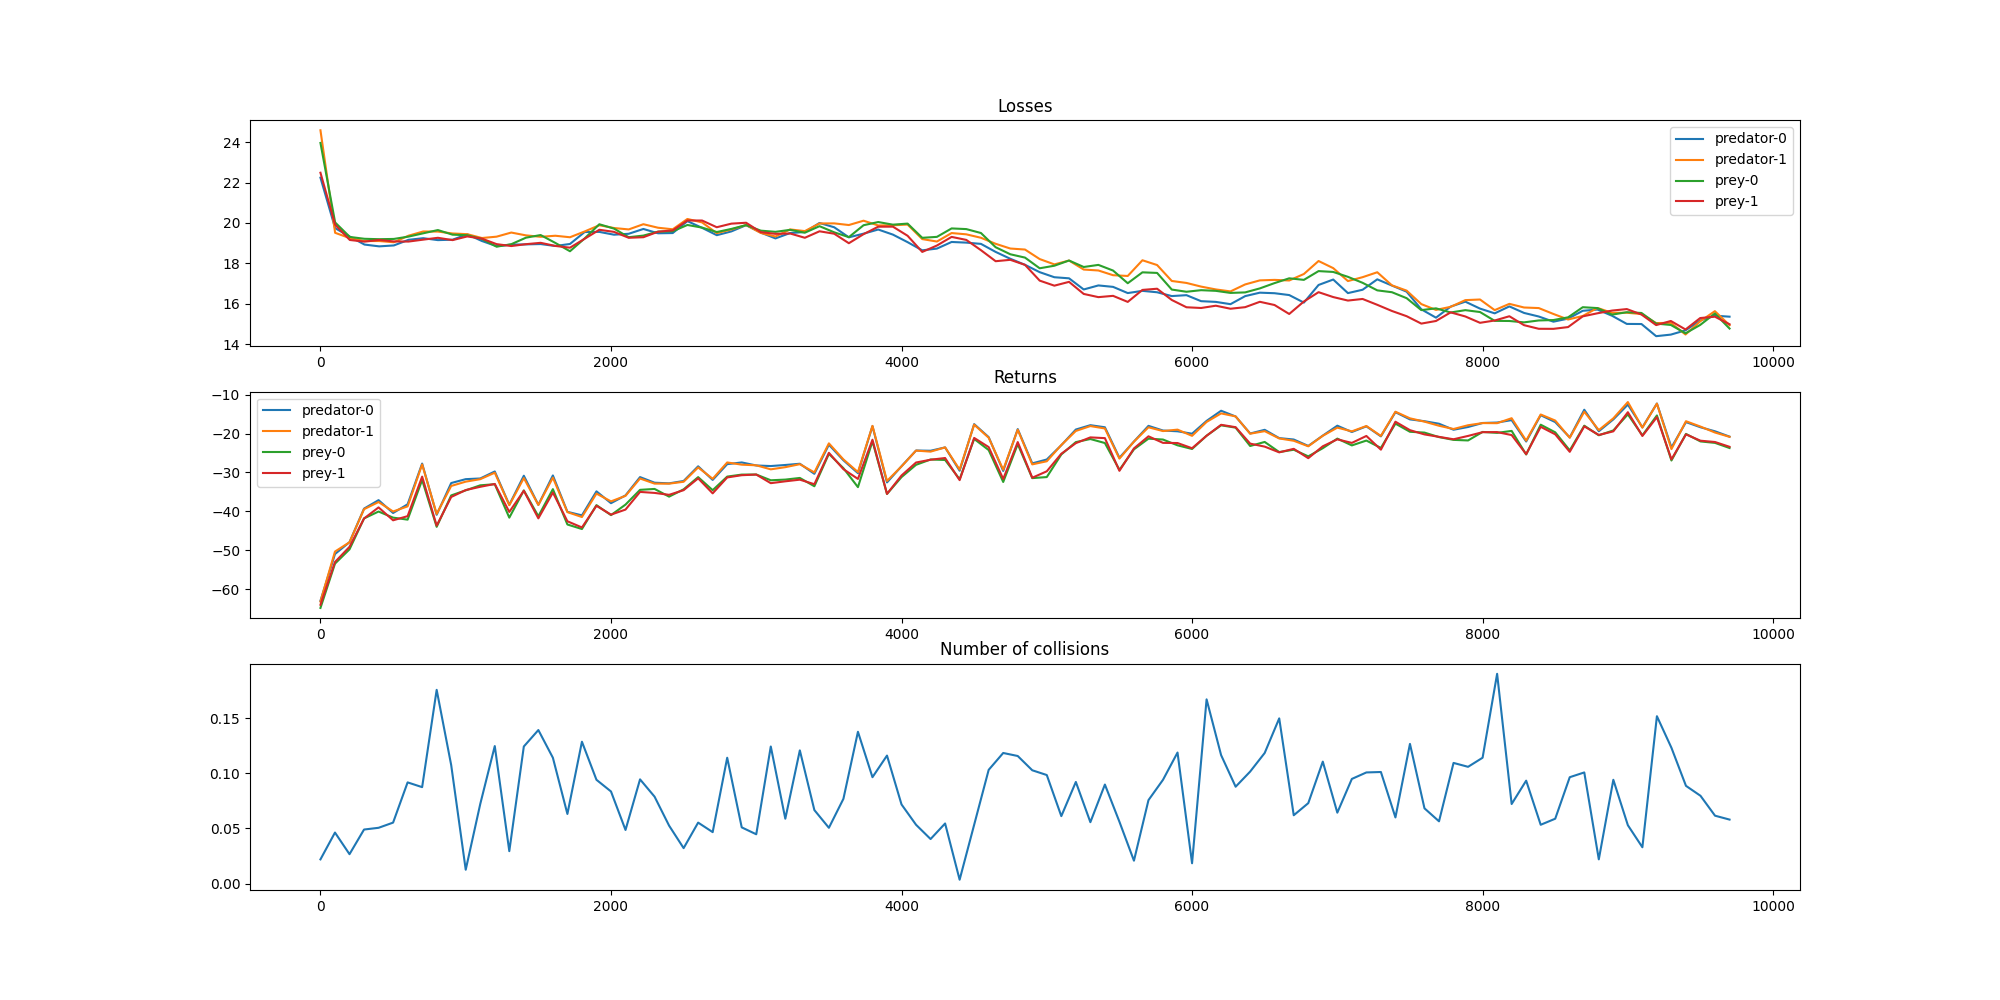 Losses
24
22
20
18
16
14
predator-0
predator-1
prey-0
prey-1
0 2000 4000 6000 8000 10000
Returns
−10
−20
−30
−40
−50
−60
predator-0
predator-1
prey-0
prey-1
0 2000 4000 6000 8000 10000
Number of collisions
0.15
0.10
0.05
0.00
0 2000 4000 6000 8000 10000